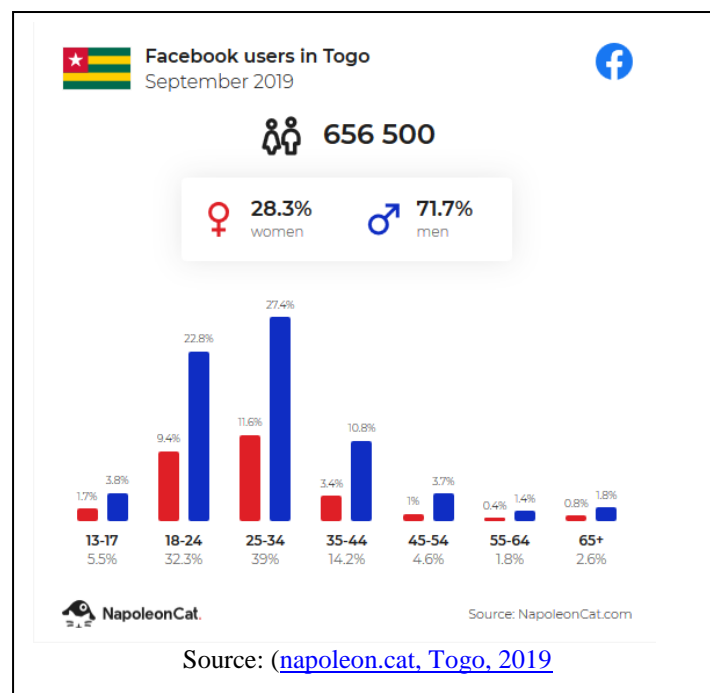 Facebook users in Togo
September 2019
656 500
28.3% 71.7%
women men
27.4%
22.8%
11.6%
10.8%
9.4%
3.8% 3.4% 3.7%
1.7% 1% 0.4% 1.4% 0.8% 1.8%
13-17 18-24 25-34 35-44 45-54 55-64 65+
5.5% 32.3% 39% 14.2% 4.6% 1.8% 2.6%
NapoleonCat. Source: NapoleonCat.com
Source: (napoleon.cat, Togo, 2019